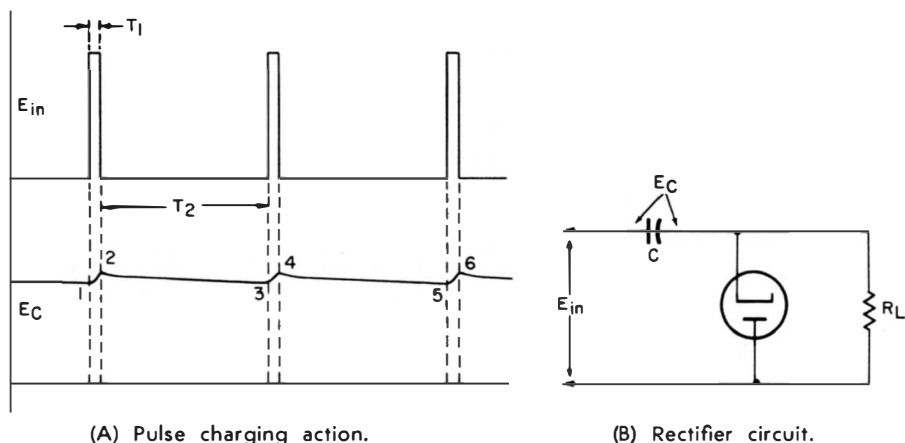 T1
Ein
T2
1
2
3
4
5
6
EC
(A) Pulse charging action.
EC
C
Ein
RL
(B) Rectifier circuit.